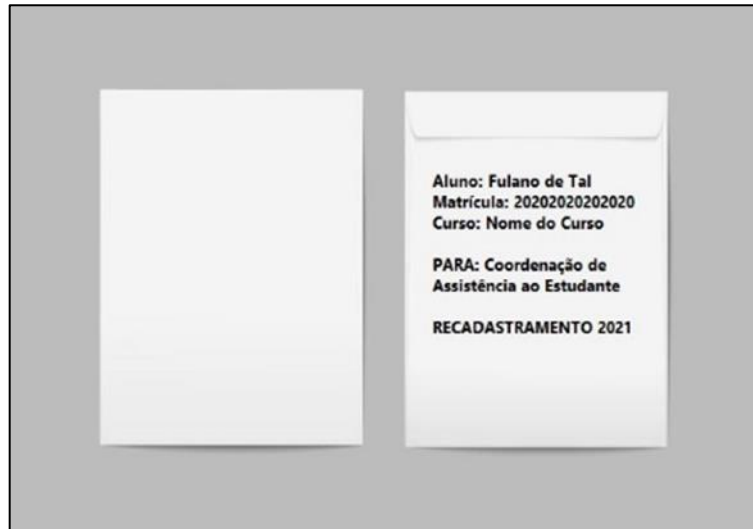 Aluno: Fulano de Tal
Matrícula: 20202020202020
Curso: Nome do Curso
PARA: Coordenação de
Assistência ao Estudante
RECADASTRAMENTO 2021